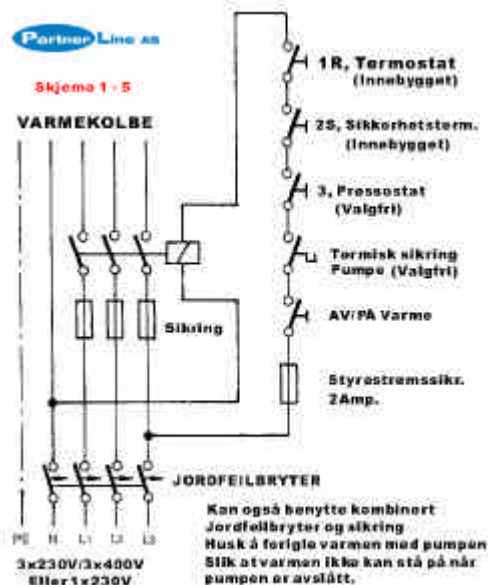 Partner Line AS
Skjema 1 - 5
VARMEKOLBE
1R, Termostat
(Innebygget)
2S, Sikkerhetsterm.
(Innebygget)
3, Pressostat
(Valgfri)
Termisk sikring
Pumpe (Valgfri)
AV/PÅ Varme
Sikring
Styrestrømssikr.
2Amp.
JORDFEILBRYTER
PE N L1 L2 L3
3x230V/3x400V
Eller 1x230V
Kan også benytte kombinert
Jordfeilbryter og sikring
Husk å forigle varmen med pumpen
Slik at varmen ikke kan stå på når
pumpen er avslått.